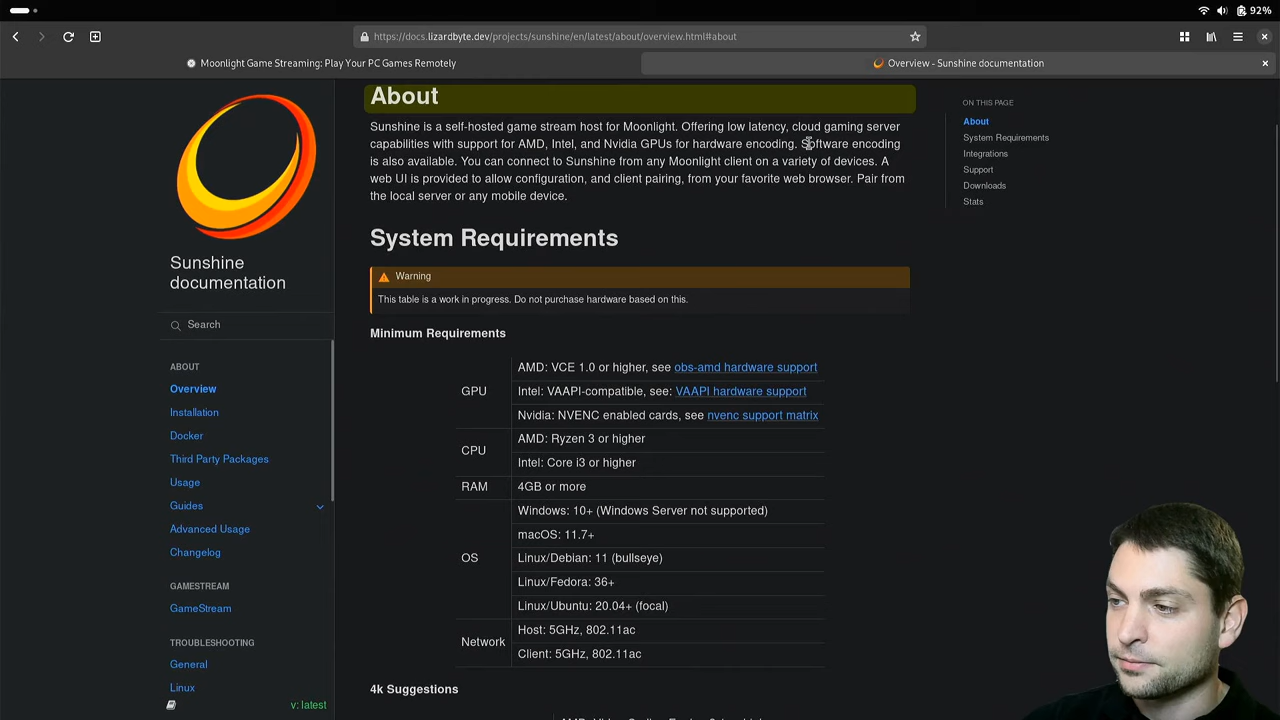 92%
https://docs.lizardbyte.dev/projects/sunshine/en/latest/about/overview.html#about
Moonlight Game Streaming: Play Your PC Games Remotely
Overview - Sunshine documentation
Sunshine
documentation
Search
ABOUT
Overview
Installation
Docker
Third Party Packages
Usage
Guides
Advanced Usage
Changelog
GAMESTREAM
GameStream
TROUBLESHOOTING
General
Linux
v: latest
About
Sunshine is a self-hosted game stream host for Moonlight. Offering low latency, cloud gaming server
capabilities with support for AMD, Intel, and Nvidia GPUs for hardware encoding. Software encoding
is also available. You can connect to Sunshine from any Moonlight client on a variety of devices. A
web UI is provided to allow configuration, and client pairing, from your favorite web browser. Pair from
the local server or any mobile device.
System Requirements
Warning
This table is a work in progress. Do not purchase hardware based on this.
Minimum Requirements
GPU
AMD: VCE 1.0 or higher, see obs-amd hardware support
Intel: VAAPI-compatible, see: VAAPI hardware support
Nvidia: NVENC enabled cards, see nvenc support matrix
CPU
AMD: Ryzen 3 or higher
Intel: Core i3 or higher
RAM
4GB or more
OS
Windows: 10+ (Windows Server not supported)
macOS: 11.7+
Linux/Debian: 11 (bullseye)
Linux/Fedora: 36+
Linux/Ubuntu: 20.04+ (focal)
Network
Host: 5GHz, 802.11ac
Client: 5GHz, 802.11ac
4k Suggestions
ON THIS PAGE
About
System Requirements
Integrations
Support
Downloads
Stats